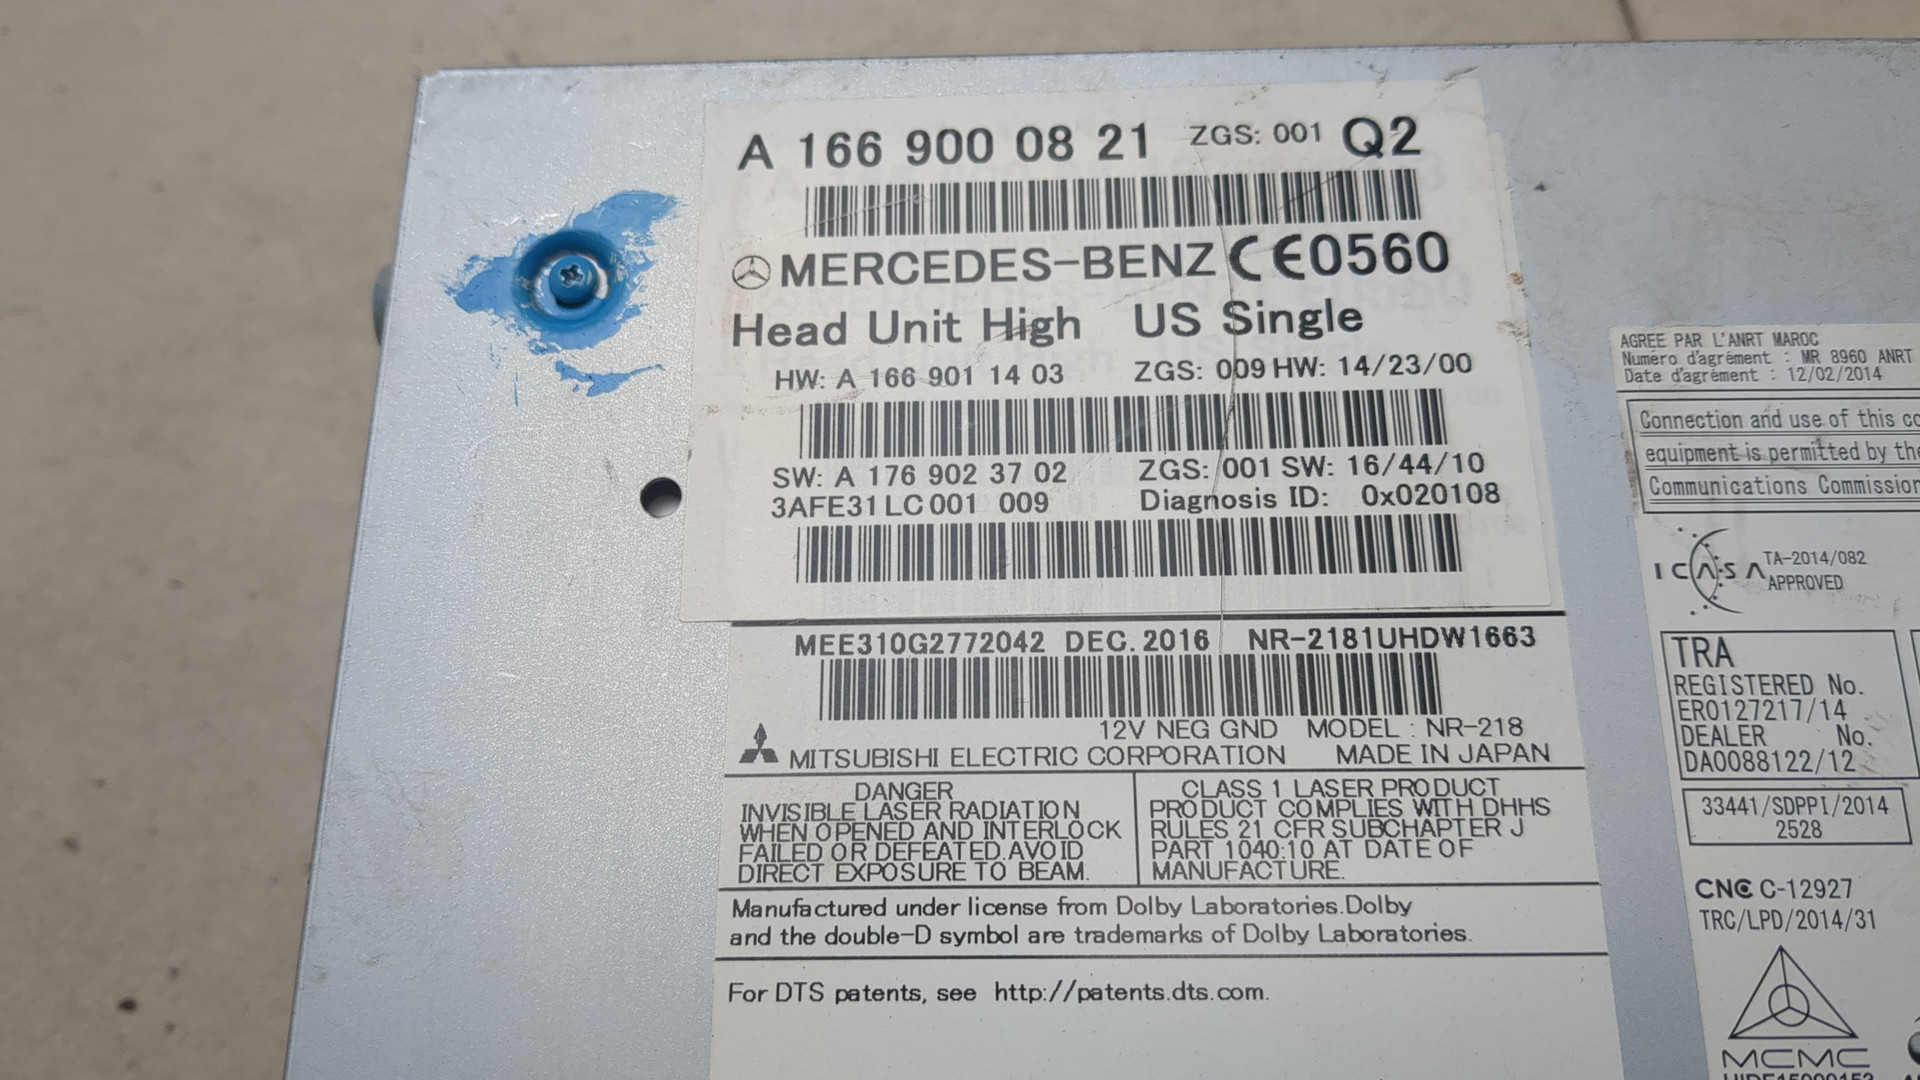 A 166 900 08 21 ZGS: 001 Q2
MERCEDES-BENZ CE0560
Head Unit High US Single
HW: A 166 901 14 03 ZGS: 009 HW: 14/23/00
SW: A 176 902 37 02 ZGS: 001 SW: 16/44/10
3AFE31LC001 009 Diagnosis ID: 0x020108
MEE310G2772042 DEC. 2016 NR-2181UHDW1663
12V NEG GND MODEL : NR-218
MITSUBISHI ELECTRIC CORPORATION MADE IN JAPAN
DANGER
INVISIBLE LASER RADIATION
WHEN OPENED AND INTERLOCK
FAILED OR DEFEATED.AVOID
DIRECT EXPOSURE TO BEAM.
CLASS 1 LASER PRODUCT
PRODUCT COMPLIES WITH DHHS
RULES 21 CFR SUBCHAPTER J
PART 1040:10 AT DATE OF
MANUFACTURE.
Manufactured under license from Dolby Laboratories.Dolby
and the double-D symbol are trademarks of Dolby Laboratories.
For DTS patents, see http://patents.dts.com.
AGREE PAR L'ANRT MAROC
Numéro d'agrément : MR 8960 ANRT
Date d'agrément : 12/02/2014
Connection and use of this
equipment is permitted by the
Communications Commission
ICASA TA-2014/082
APPROVED
TRA
REGISTERED No.
ER0127217/14
DEALER No.
DA0088122/12
33441/SDPPI/2014
2528
CNC C-12927
TRC/LPD/2014/31
MCMC